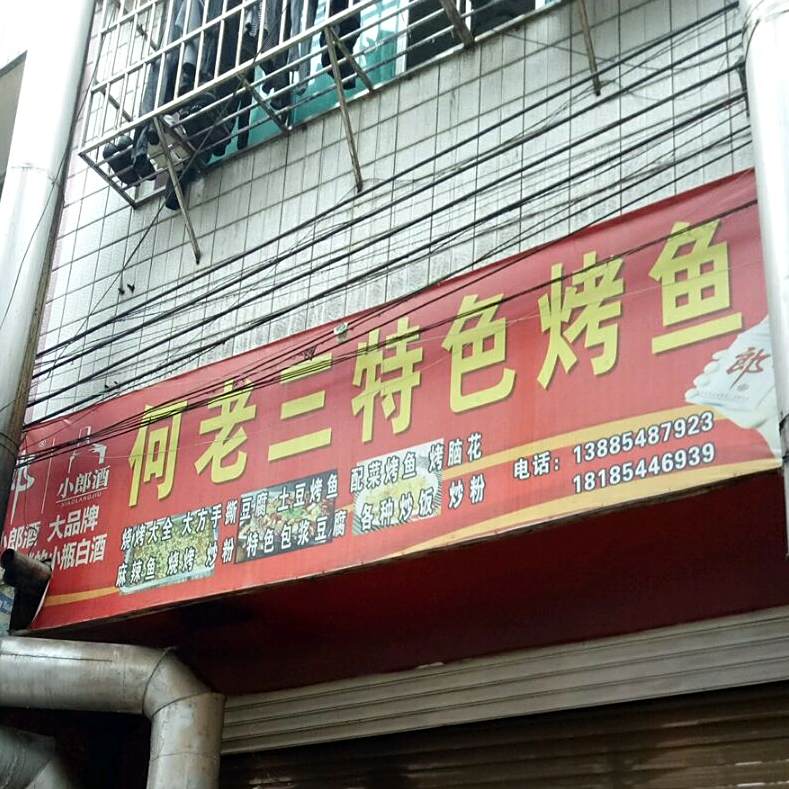 何老三特色烤鱼
小郎酒
XIAOLANGJIU
小郎酒 大品牌
小瓶白酒
烧烤大全 大方手撕豆腐 土豆烤鱼 配菜烤鱼 烤脑花
麻辣鱼 烧烤 炒粉 特色包浆豆腐 各种炒饭 炒粉
电话：13885487923
18185446939
郎